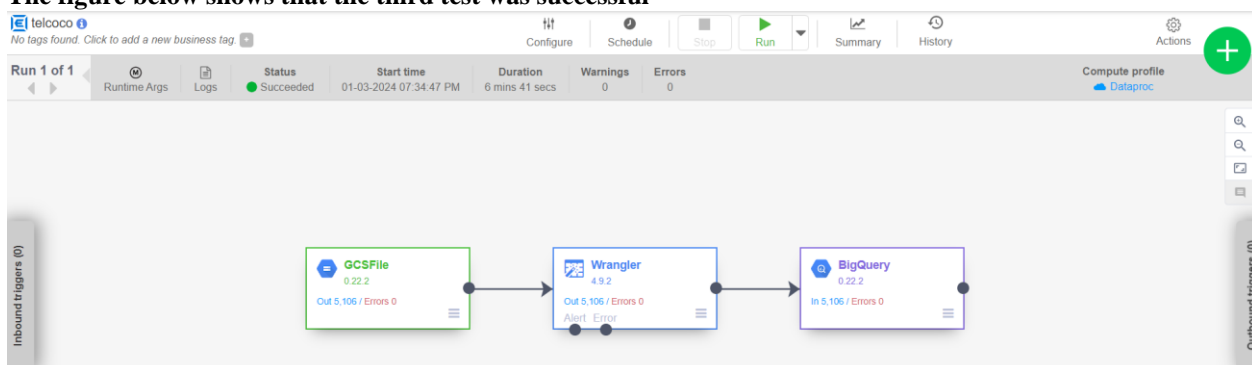 The figure below shows that the third test was successful
telcoco
No tags found. Click to add a new business tag.
Configure Schedule Stop Run Summary History Actions
Run 1 of 1
Runtime Args Logs
Status Start time Duration Warnings Errors Compute profile
Succeeded 01-03-2024 07:34:47 PM 6 mins 41 secs 0 0 Dataproc
Inbound triggers (0)
GCSFile
0.22.2
Out 5,106 / Errors 0
Wrangler
4.9.2
Out 5,106 / Errors 0
Alert Error
BigQuery
0.22.2
In 5,106 / Errors 0
Outbound triggers (0)